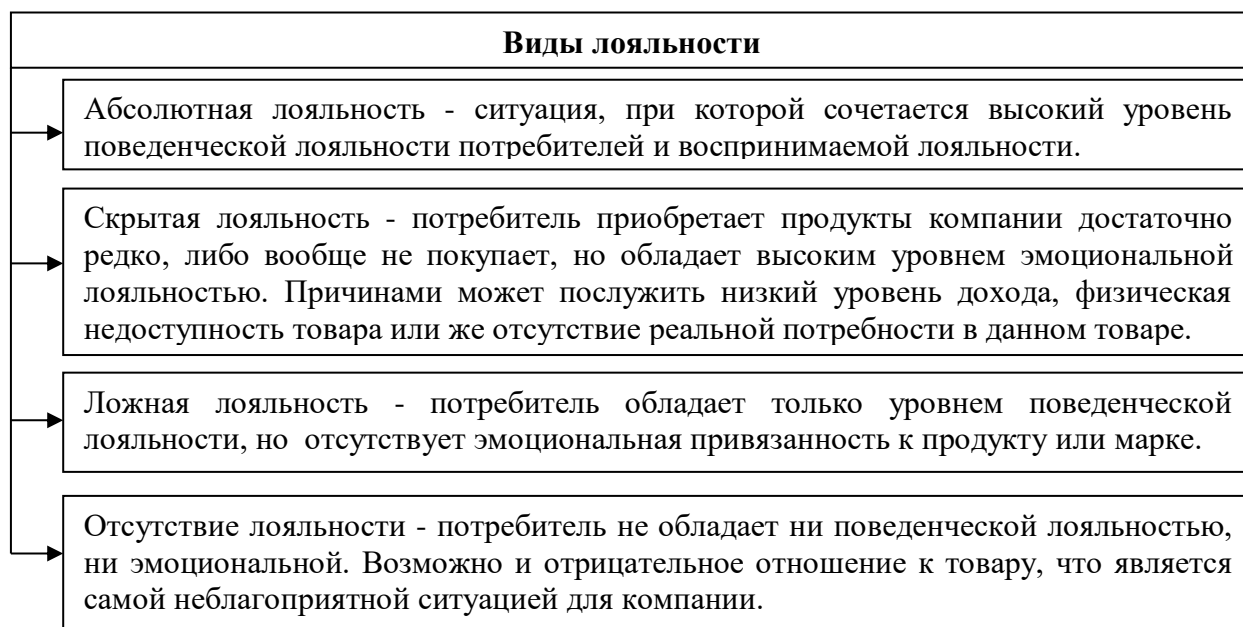 Виды лояльности
Абсолютная лояльность - ситуация, при которой сочетается высокий уровень
поведенческой лояльности потребителей и воспринимаемой лояльности.
Скрытая лояльность - потребитель приобретает продукты компании достаточно
редко, либо вообще не покупает, но обладает высоким уровнем эмоциональной
лояльностью. Причинами может послужить низкий уровень дохода, физическая
недоступность товара или же отсутствие реальной потребности в данном товаре.
Ложная лояльность - потребитель обладает только уровнем поведенческой
лояльности, но отсутствует эмоциональная привязанность к продукту или марке.
Отсутствие лояльности - потребитель не обладает ни поведенческой лояльностью,
ни эмоциональной. Возможно и отрицательное отношение к товару, что является
самой неблагоприятной ситуацией для компании.